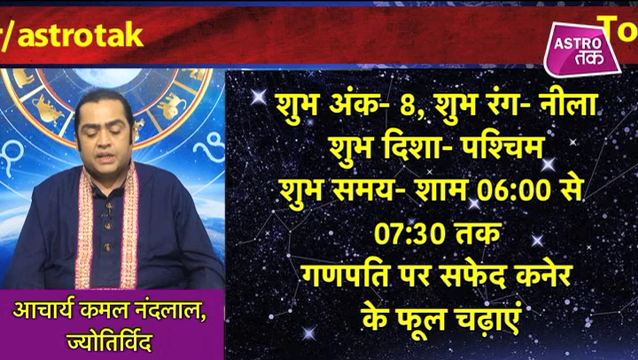 r/astrotak
To
ASTRO
तक
शुभ अंक- 8, शुभ रंग- नीला
शुभ दिशा- पश्चिम
शुभ समय- शाम 06:00 से
07:30 तक
गणपति पर सफेद कनेर
के फूल चढ़ाएं
आचार्य कमल नंदलाल,
ज्योतिर्विद